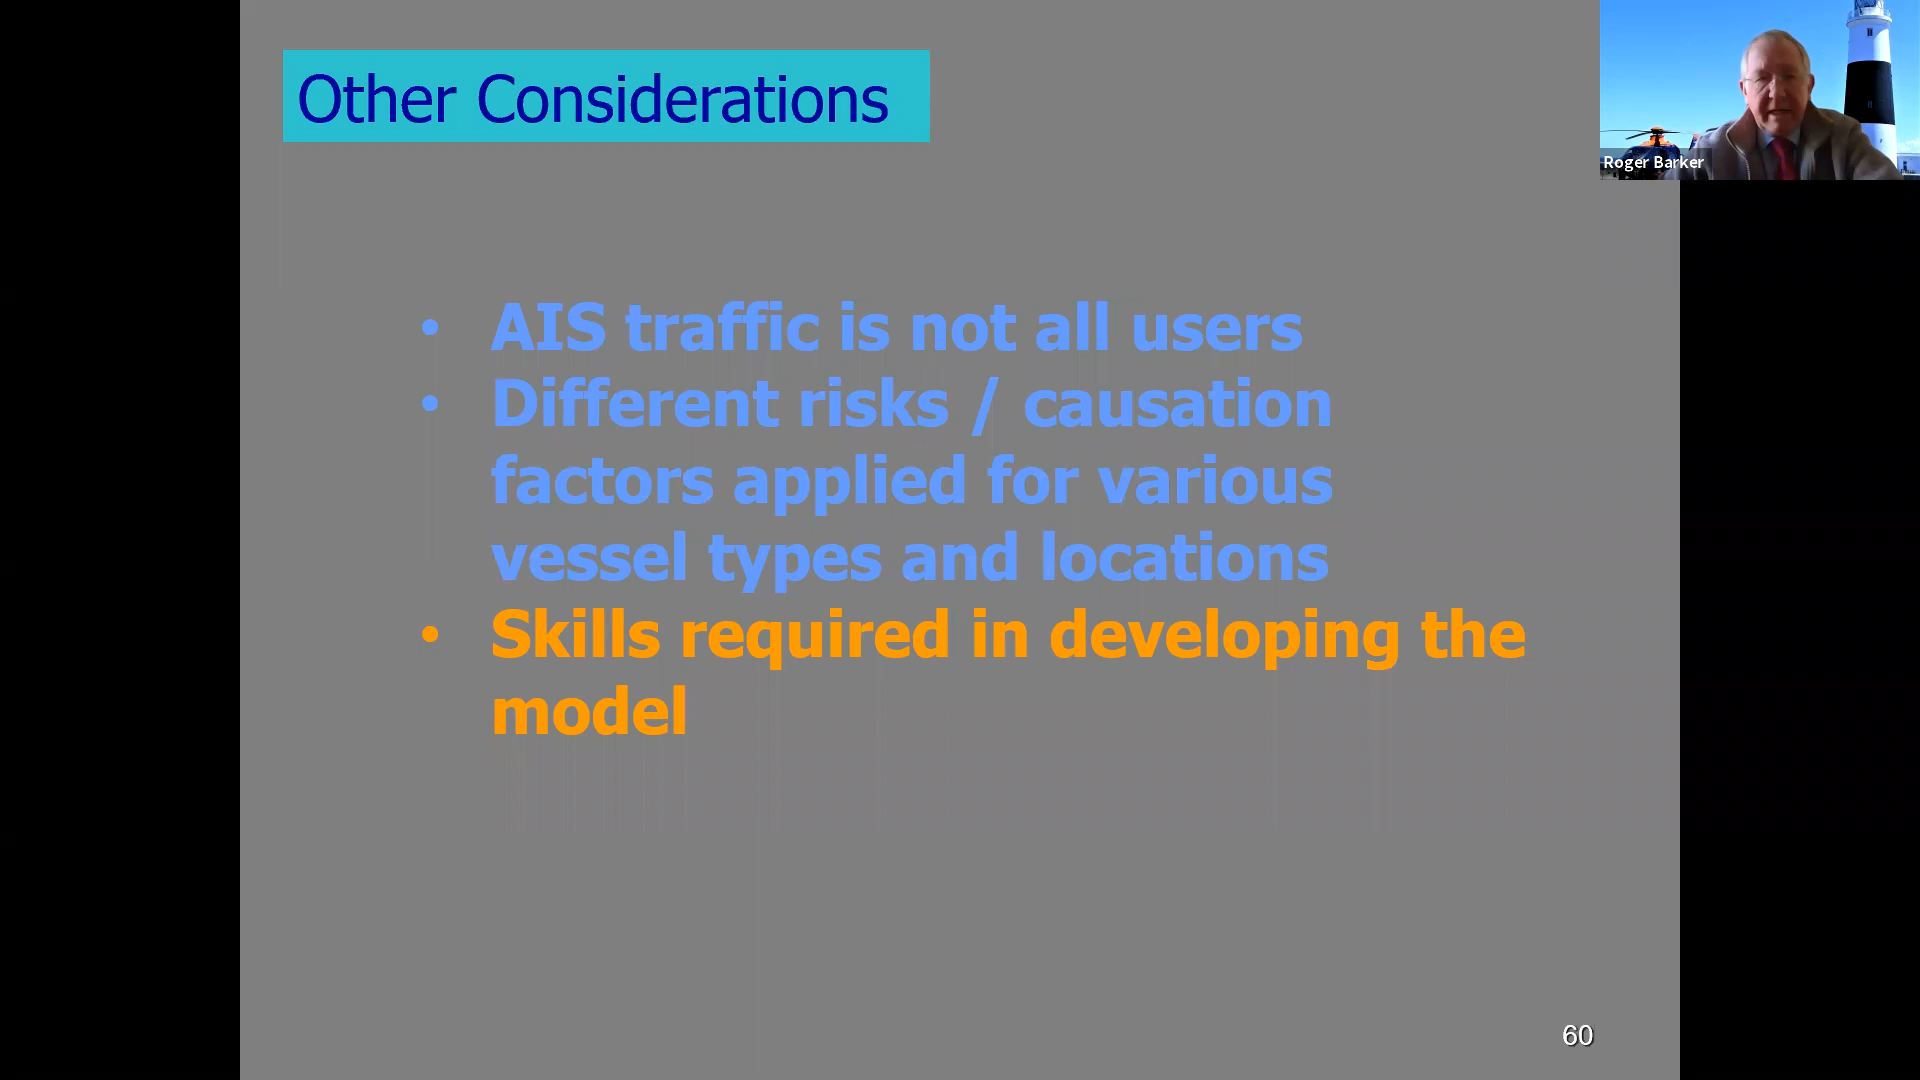 Other Considerations
Roger Barker
• AIS traffic is not all users
• Different risks / causation
factors applied for various
vessel types and locations
• Skills required in developing the
model
60